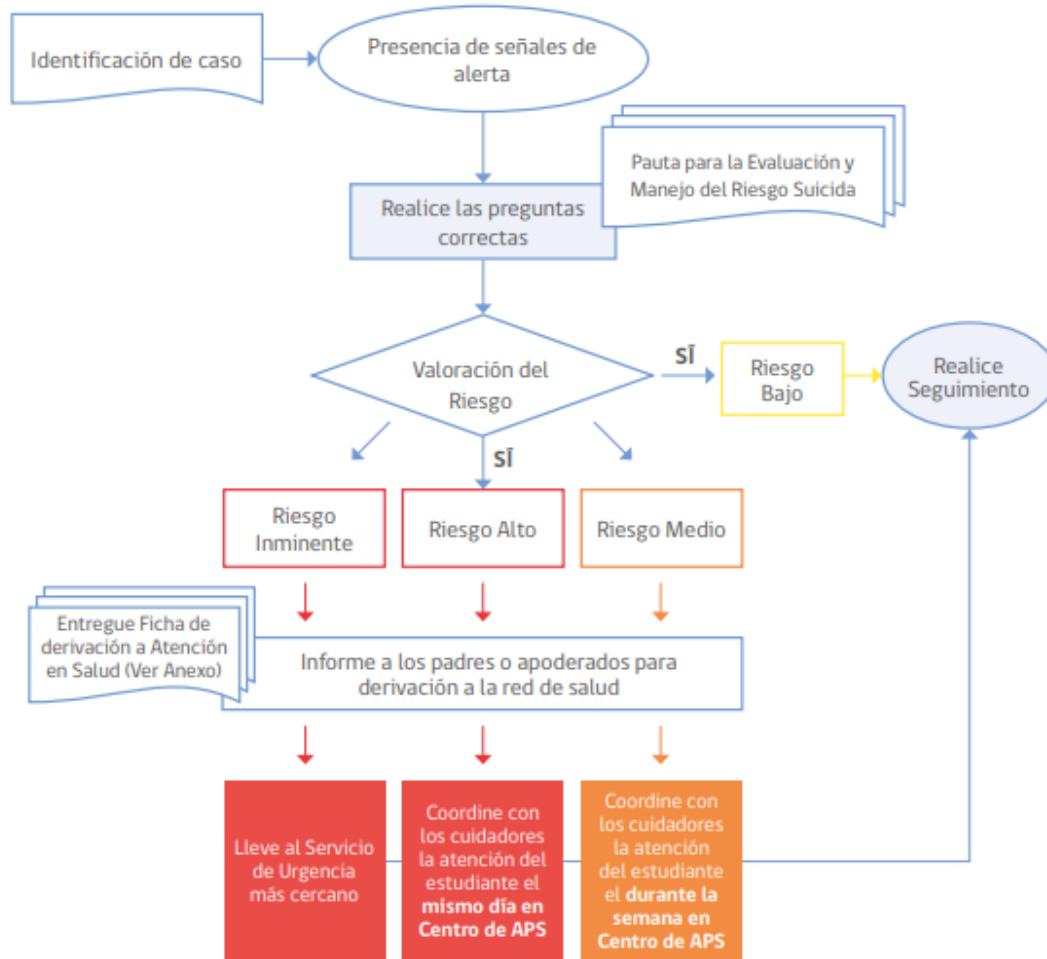 Identificación de caso
Presencia de señales de
alerta
Pauta para la Evaluación y
Manejo del Riesgo Suicida
Realice las preguntas
correctas
Valoración del
Riesgo
SĪ
Riesgo
Bajo
Realice
Seguimiento
SĪ
Riesgo
Inminente
Riesgo Alto
Riesgo Medio
Entregue Ficha de
derivación a Atención
en Salud (Ver Anexo)
Informe a los padres o apoderados para
derivación a la red de salud
Lleve al Servicio
de Urgencia
más cercano
Coordine con
los cuidadores
la atención del
estudiante el
mismo día en
Centro de APS
Coordine con
los cuidadores
la atención
del estudiante
el durante la
semana en
Centro de APS